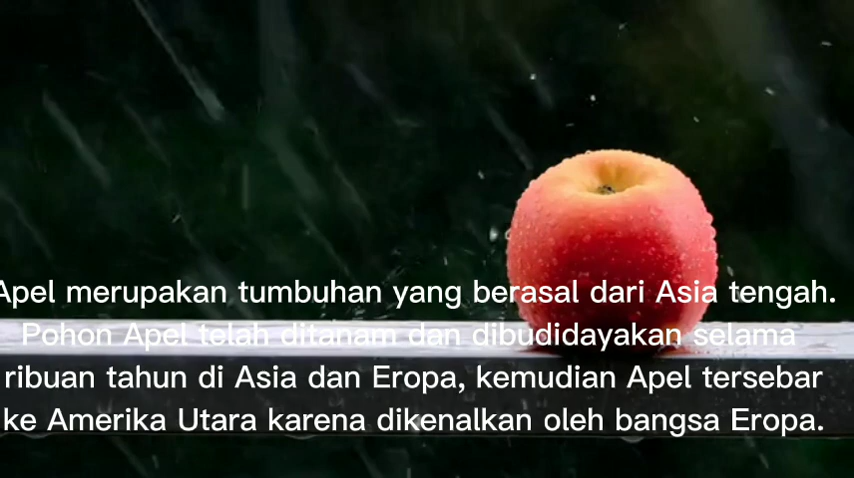 Apel merupakan tumbuhan yang berasal dari Asia tengah.
Pohon Apel telah ditanam dan dibudidayakan selama
ribuan tahun di Asia dan Eropa, kemudian Apel tersebar
ke Amerika Utara karena dikenalkan oleh bangsa Eropa.